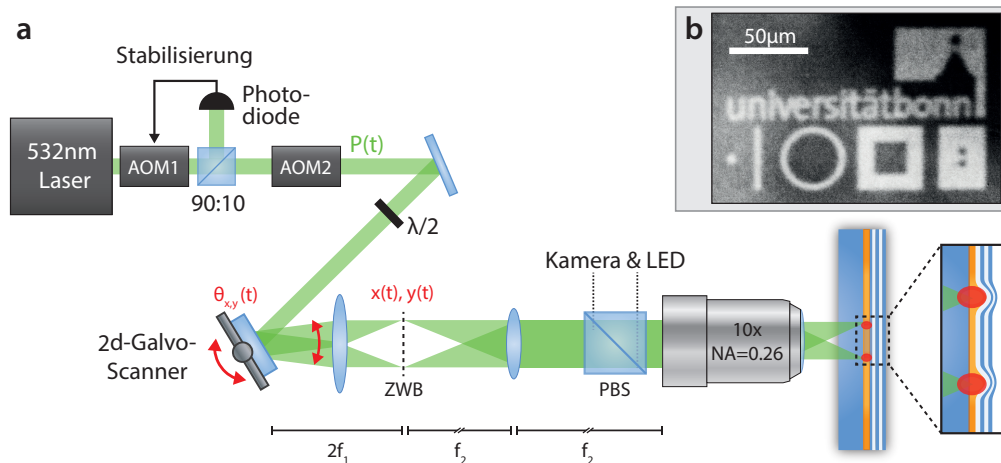 a
Stabilisierung
Photo-
diode
532nm
Laser
AOM1
90:10
AOM2
P(t)
λ/2
θx,y(t)
2d-Galvo-
Scanner
x(t), y(t)
ZWB
Kamera & LED
PBS
10x
NA=0.26
2f1
f2
f2
b
50μm
universitätbonn